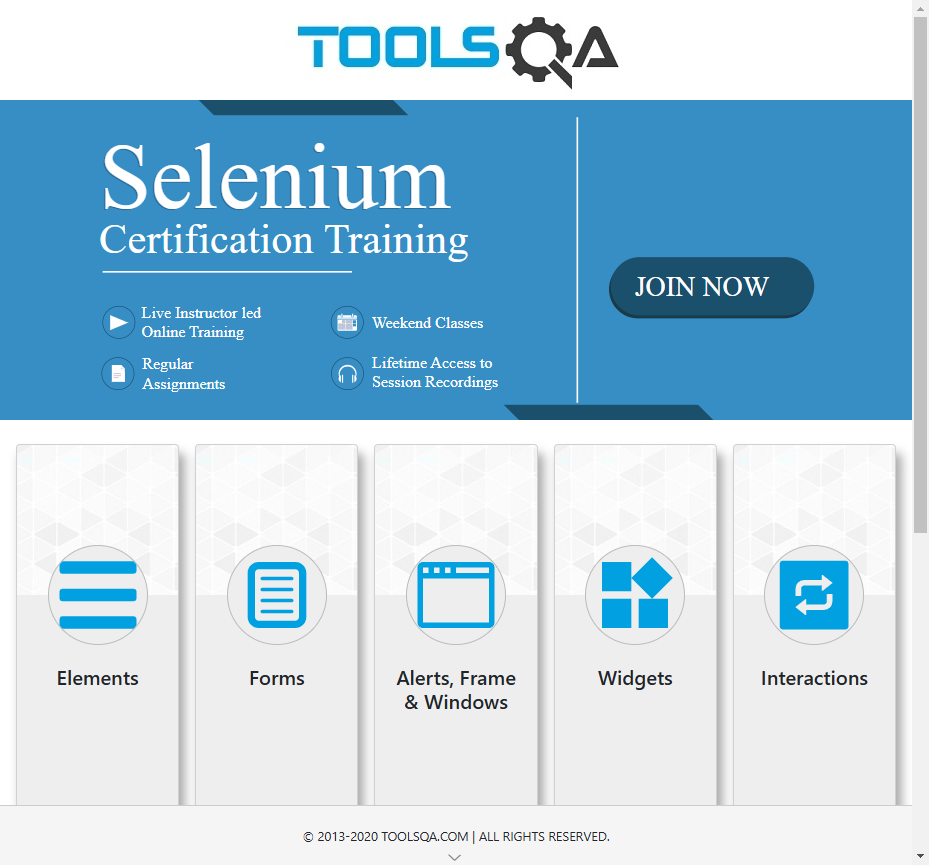 TOOLSQA
Selenium
Certification Training
JOIN NOW
Live Instructor led
Online Training
Weekend Classes
Regular
Assignments
Lifetime Access to
Session Recordings
Elements
Forms
Alerts, Frame
& Windows
Widgets
Interactions
© 2013-2020 TOOLSQA.COM | ALL RIGHTS RESERVED.